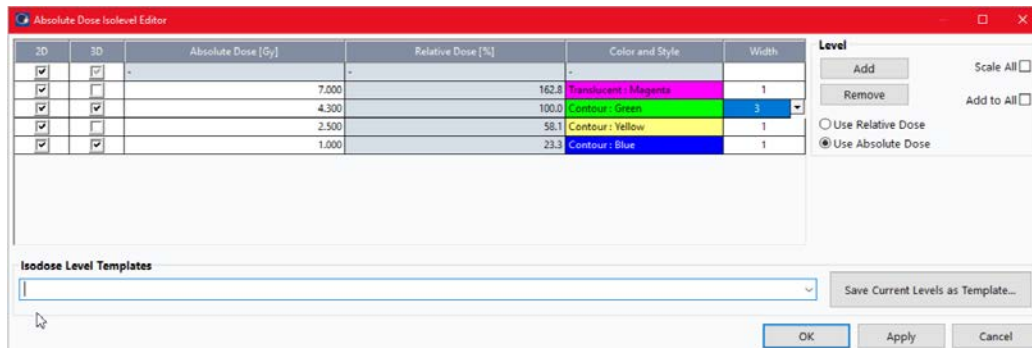 Absolute Dose Isolevel Editor
2D 3D Absolute Dose [Gy] Relative Dose [%] Color and Style Width
- - -
7.000 162.8 Translucent : Magenta 1
4.300 100.0 Contour : Green 3
2.500 58.1 Contour : Yellow 1
1.000 23.3 Contour : Blue 1
Level
Add Scale All
Remove Add to All
Use Relative Dose
Use Absolute Dose
Isodose Level Templates
Save Current Levels as Template...
OK Apply Cancel